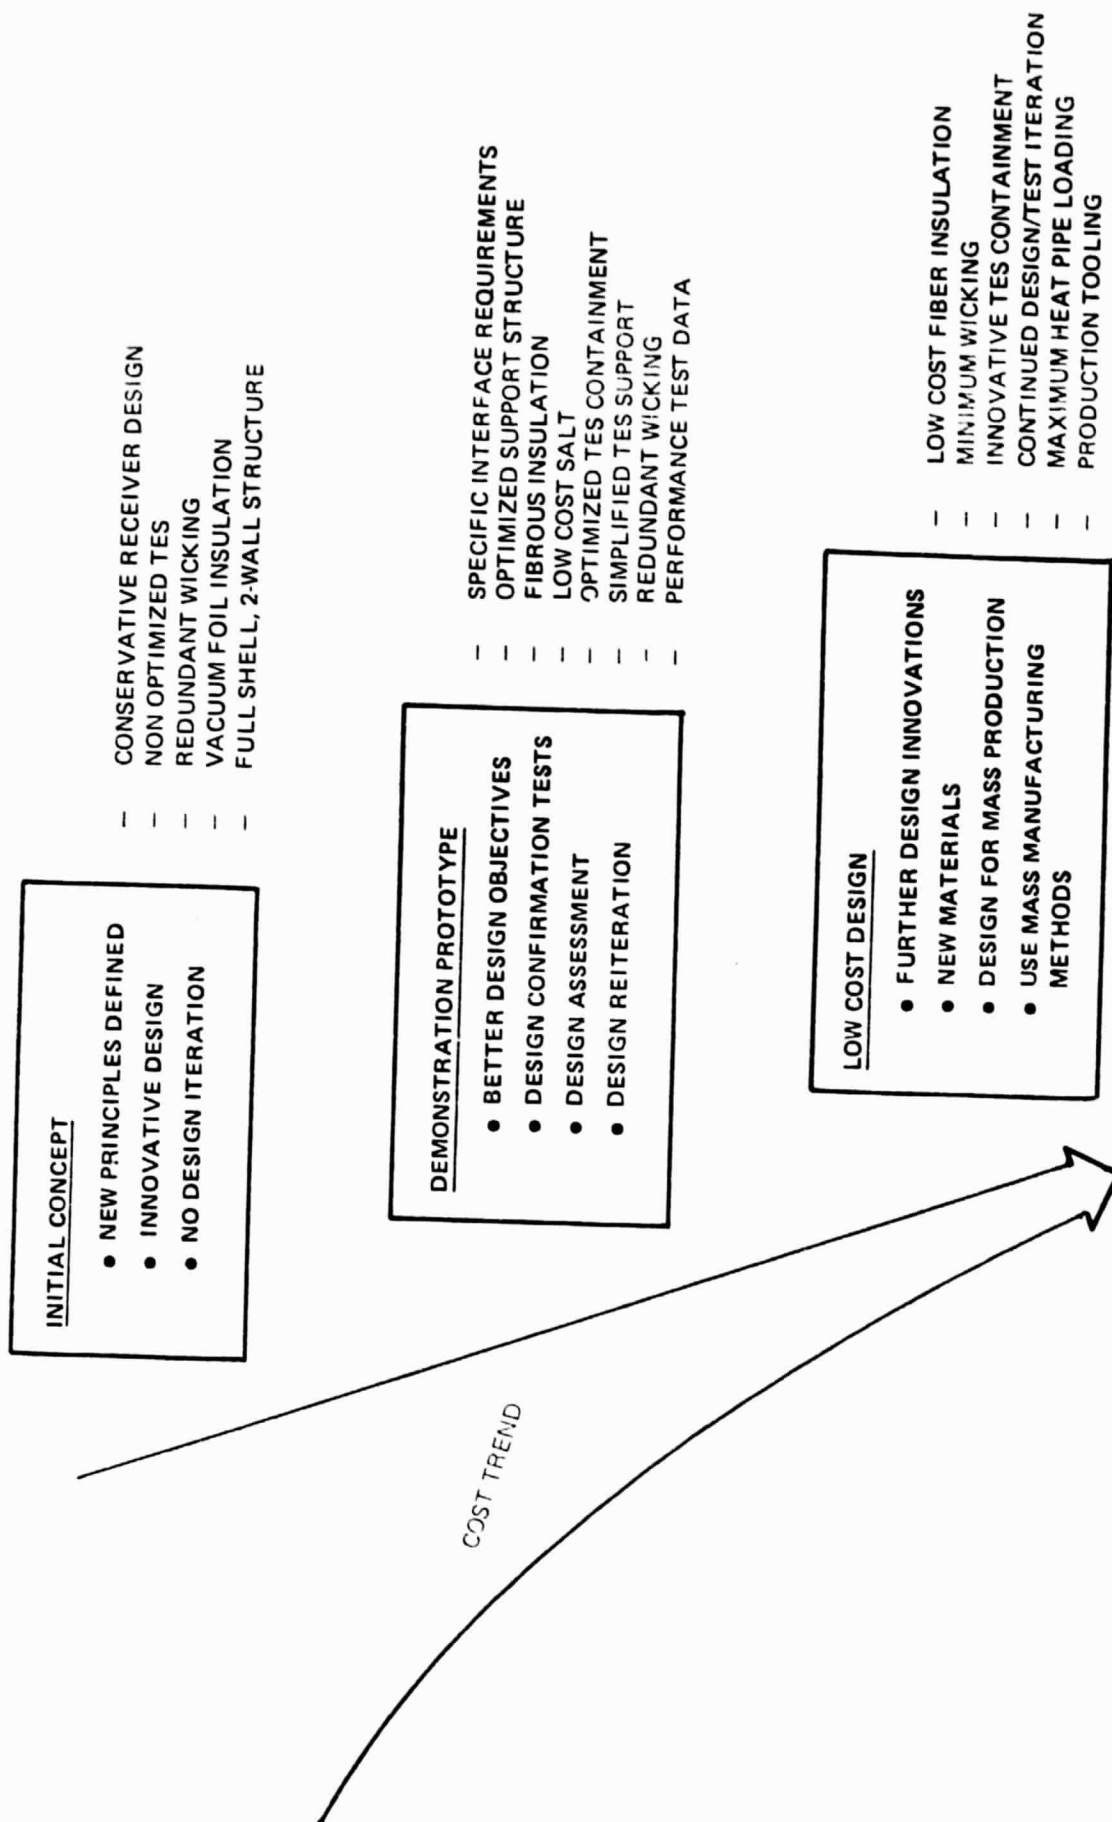 INITIAL CONCEPT
• NEW PRINCIPLES DEFINED
• INNOVATIVE DESIGN
• NO DESIGN ITERATION
– CONSERVATIVE RECEIVER DESIGN
– NON OPTIMIZED TES
– REDUNDANT WICKING
– VACUUM FOIL INSULATION
– FULL SHELL, 2-WALL STRUCTURE
DEMONSTRATION PROTOTYPE
• BETTER DESIGN OBJECTIVES
• DESIGN CONFIRMATION TESTS
• DESIGN ASSESSMENT
• DESIGN REITERATION
– SPECIFIC INTERFACE REQUIREMENTS
– OPTIMIZED SUPPORT STRUCTURE
– FIBROUS INSULATION
– LOW COST SALT
– OPTIMIZED TES CONTAINMENT
– SIMPLIFIED TES SUPPORT
– REDUNDANT WICKING
– PERFORMANCE TEST DATA
COST TREND
LOW COST DESIGN
• FURTHER DESIGN INNOVATIONS
• NEW MATERIALS
• DESIGN FOR MASS PRODUCTION
• USE MASS MANUFACTURING
METHODS
– LOW COST FIBER INSULATION
– MINIMUM WICKING
– INNOVATIVE TES CONTAINMENT
– CONTINUED DESIGN/TEST ITERATION
– MAXIMUM HEAT PIPE LOADING
– PRODUCTION TOOLING